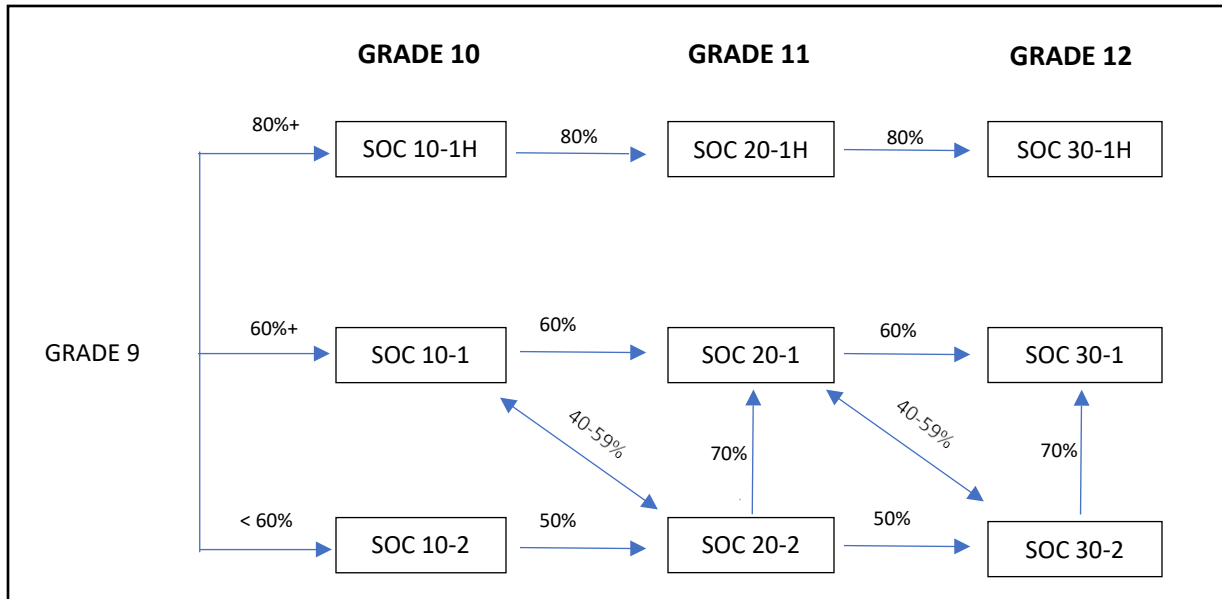 GRADE 10 GRADE 11 GRADE 12
80%+ 80% 80%
SOC 10-1H SOC 20-1H SOC 30-1H
60%+ 60% 60%
GRADE 9 SOC 10-1 SOC 20-1 SOC 30-1
40-59% 70% 40-59% 70%
< 60% 50% 50%
SOC 10-2 SOC 20-2 SOC 30-2